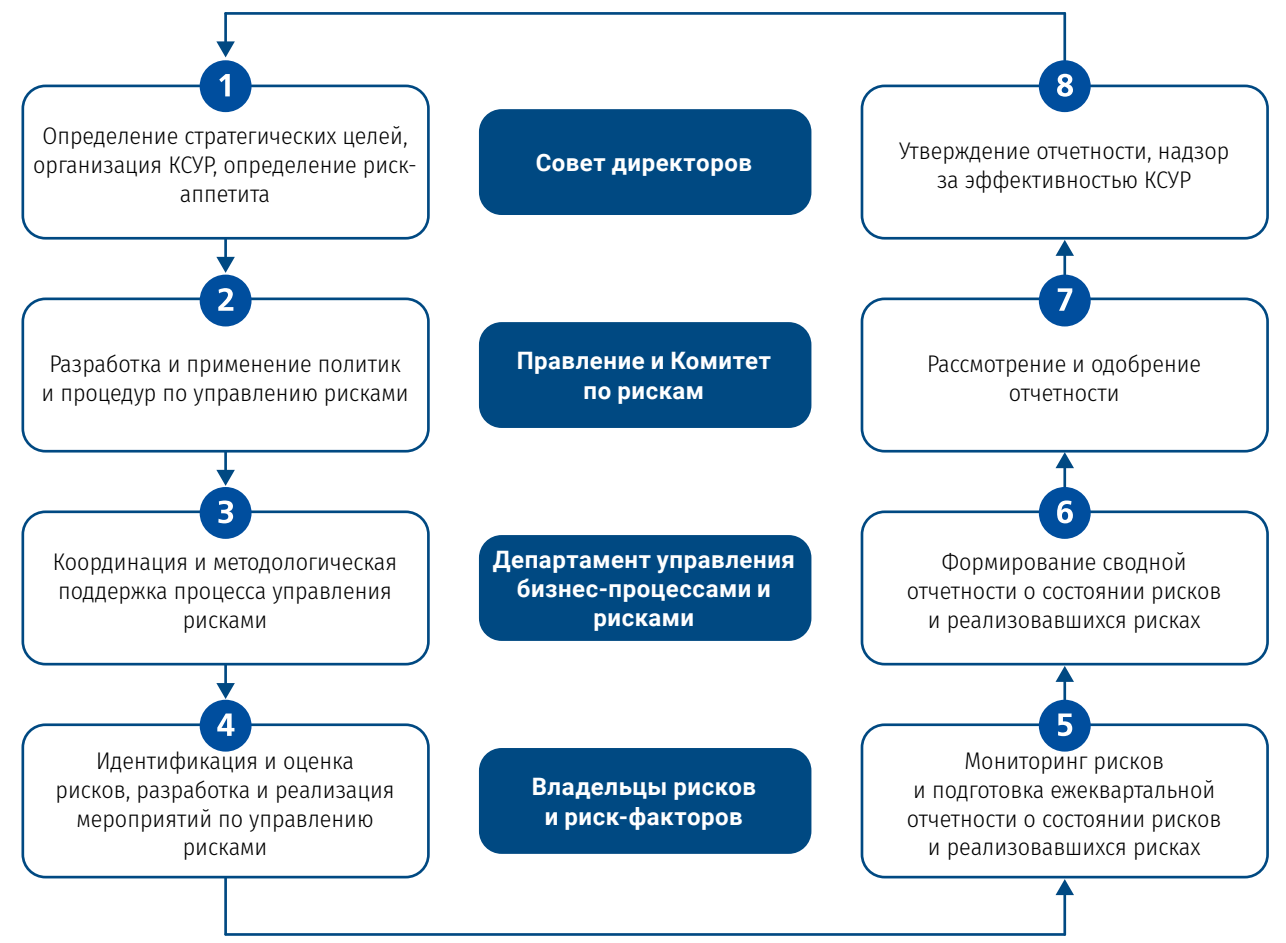 1
Определение стратегических целей,
организация КСУР, определение риск-
аппетита
Совет директоров
8
Утверждение отчетности, надзор
за эффективностью КСУР
2
Разработка и применение политик
и процедур по управлению рисками
Правление и Комитет
по рискам
7
Рассмотрение и одобрение
отчетности
3
Координация и методологическая
поддержка процесса управления
рисками
Департамент управления
бизнес-процессами и
рисками
6
Формирование сводной
отчетности о состоянии рисков
и реализовавшихся рисках
4
Идентификация и оценка
рисков, разработка и реализация
мероприятий по управлению
рисками
Владельцы рисков
и риск-факторов
5
Мониторинг рисков
и подготовка ежеквартальной
отчетности о состоянии рисков
и реализовавшихся рисках